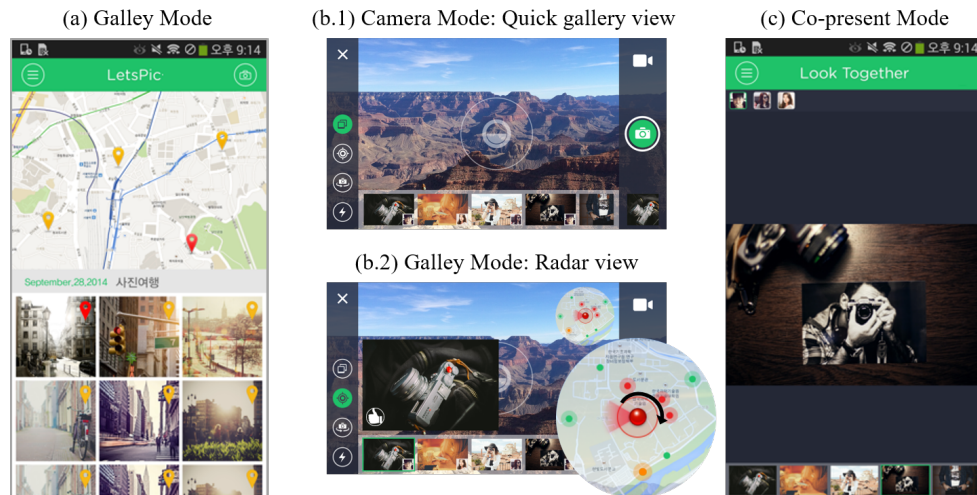 (a) Galley Mode
(b.1) Camera Mode: Quick gallery view
(c) Co-present Mode
오후 9:14
LetsPic
오후 9:14
Look Together
(b.2) Galley Mode: Radar view
September,28,2014 사진여행